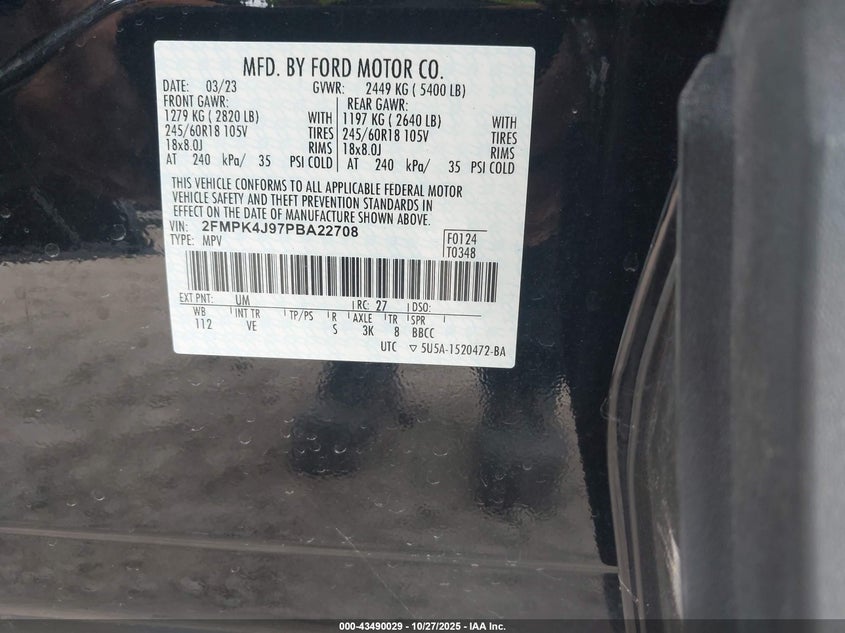 MFD. BY FORD MOTOR CO.
DATE: 03/23 GVWR: 2449 KG ( 5400 LB)
FRONT GAWR: REAR GAWR:
1279 KG ( 2820 LB) WITH 1197 KG ( 2640 LB) WITH
245/60R18 105V TIRES 245/60R18 105V TIRES
18x8.0J RIMS 18x8.0J RIMS
AT 240 kPa/ 35 PSI COLD AT 240 kPa/ 35 PSI COLD
THIS VEHICLE CONFORMS TO ALL APPLICABLE FEDERAL MOTOR
VEHICLE SAFETY AND THEFT PREVENTION STANDARDS IN
EFFECT ON THE DATE OF MANUFACTURE SHOWN ABOVE.
VIN: 2FMPK4J97PBA22708 F0124
TYPE: MPV T0348
EXT PNT: UM RC: 27 DSO:
WB INT TR TP/PS R AXLE TR SPR
112 VE S 3K 8 BBCC
UTC ▽ 5U5A-1520472-BA
000-43490029 | 10/27/2025 - IAA Inc.